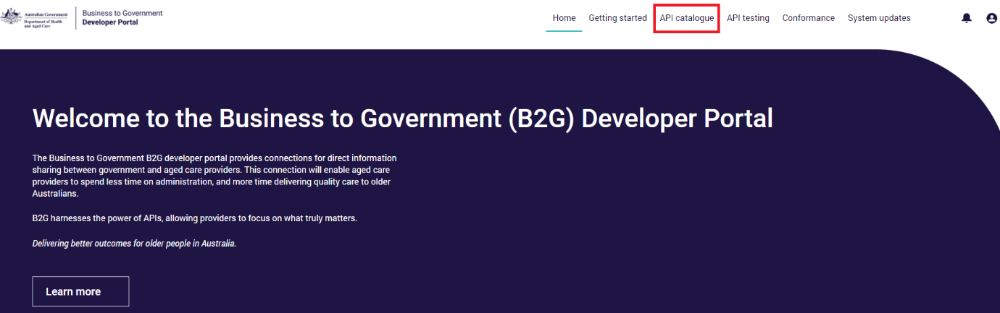 Australian Government
Department of Health
and Aged Care
Business to Government
Developer Portal
Home Getting started API catalogue API testing Conformance System updates
Welcome to the Business to Government (B2G) Developer Portal
The Business to Government B2G developer portal provides connections for direct information
sharing between government and aged care providers. This connection will enable aged care
providers to spend less time on administration, and more time delivering quality care to older
Australians.
B2G harnesses the power of APIs, allowing providers to focus on what truly matters.
Delivering better outcomes for older people in Australia.
Learn more